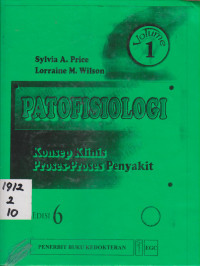 Volume
1
Sylvia A. Price
Lorraine M. Wilson
PATOFISIOLOGI
Konsep Klinis
Proses-Proses Penyakit
1912
2
10
EDISI 6
PENERBIT BUKU KEDOKTERAN
EGC